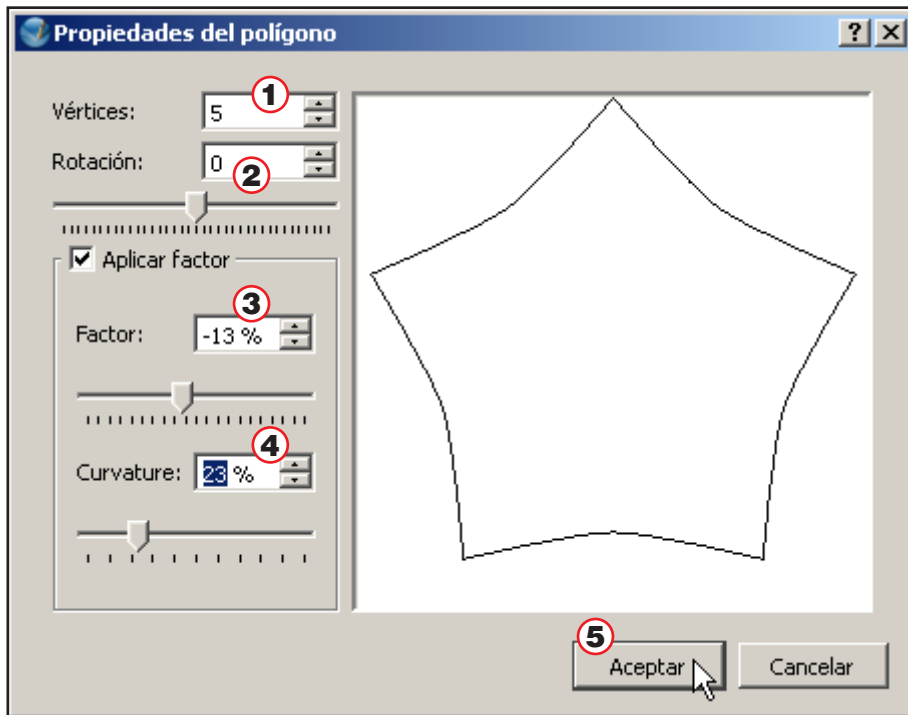 Propiedades del polígono
1
Vértices: 5
Rotación: 0
2
Aplicar factor
3
Factor: -13 %
4
Curvature: 23 %
5
Aceptar Cancelar